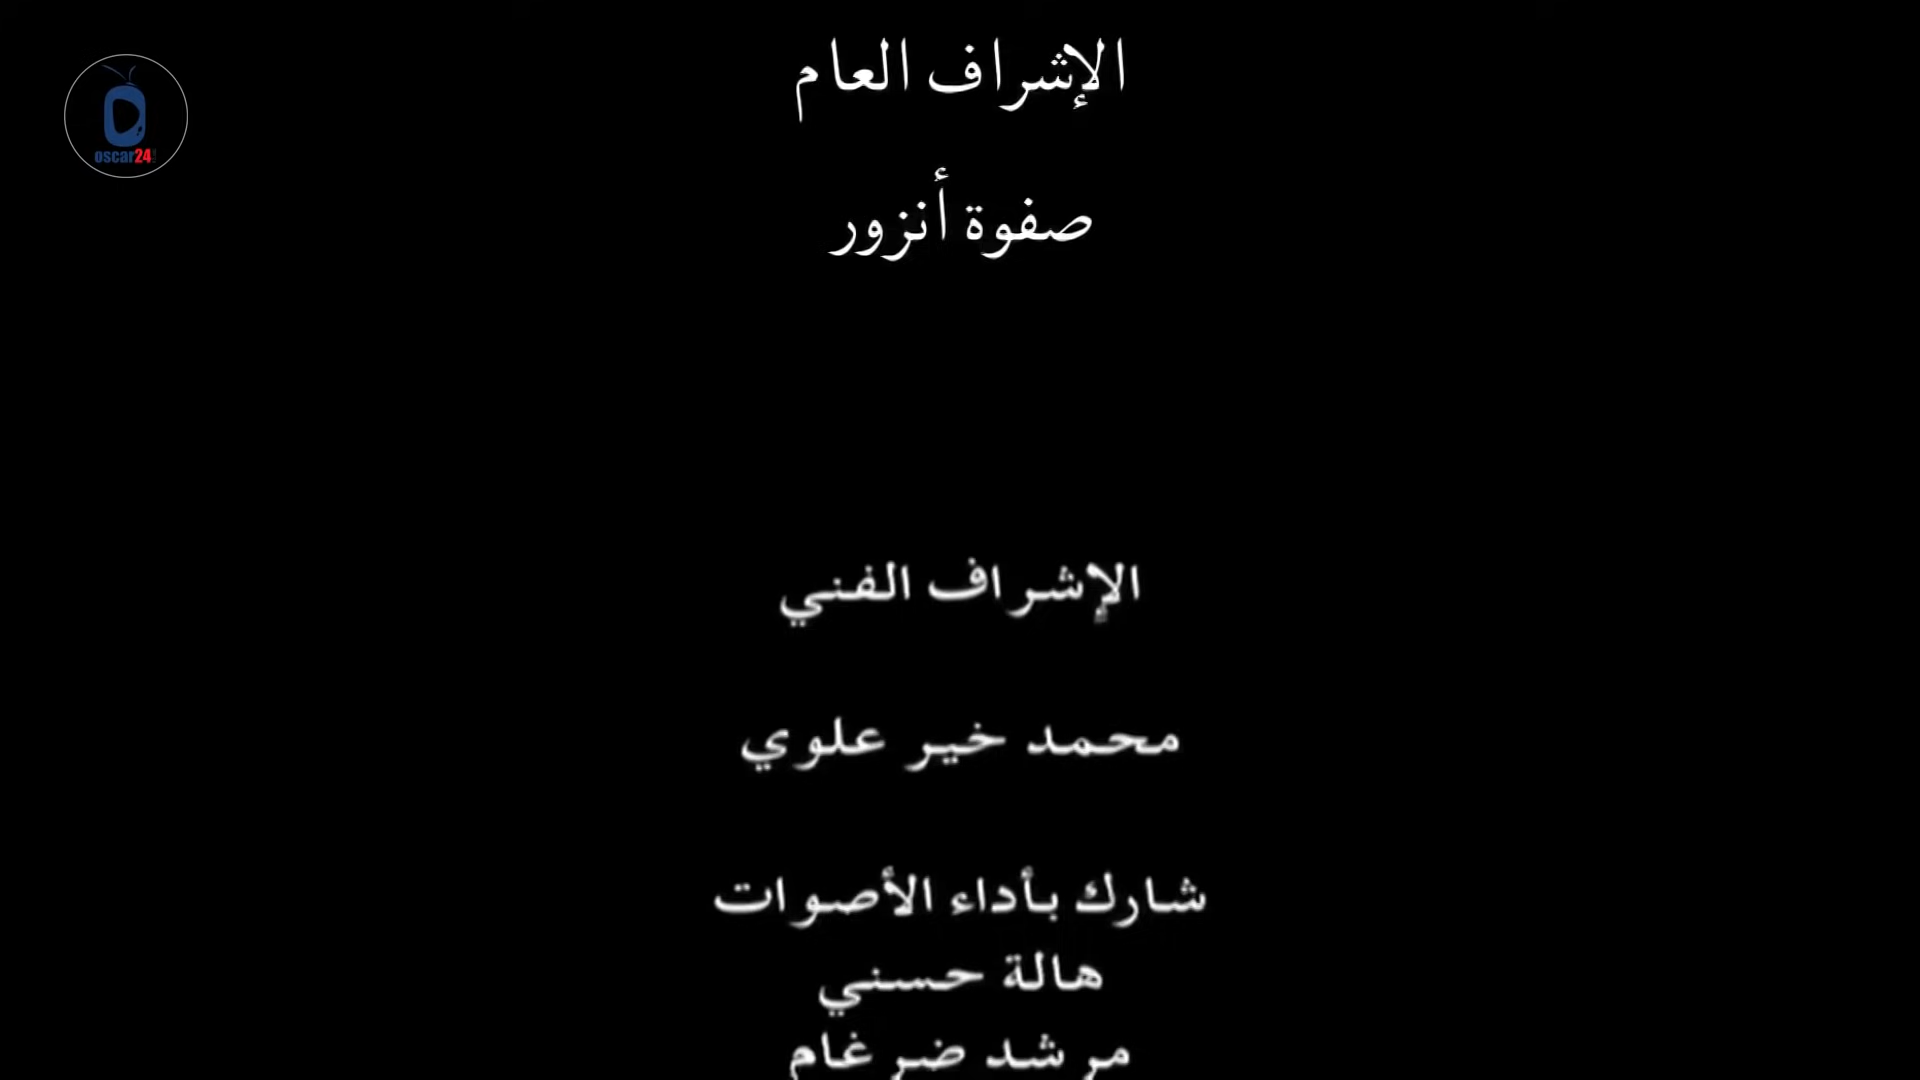 oscar24
الإشراف العام
صفوة أنزور
الإشراف الفني
محمد خير علوي
شارك بأداء الأصوات
هالة حسني
مرشد ضرغام